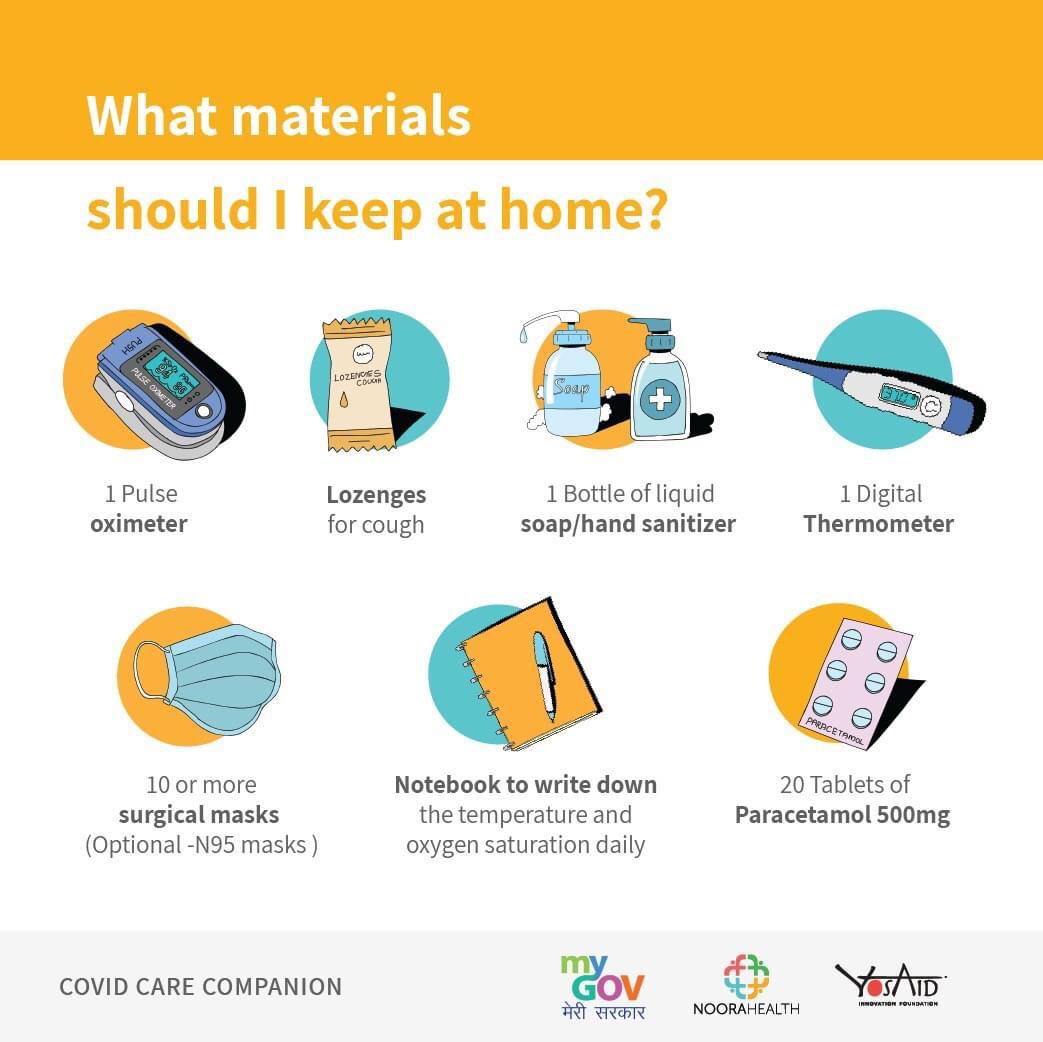 What materials
should I keep at home?
PUSH
PULSE OXIMETER
LOZENGES
COUGH
Soap
1 Pulse
oximeter
Lozenges
for cough
1 Bottle of liquid
soap/hand sanitizer
1 Digital
Thermometer
PARACETAMOL
10 or more
surgical masks
(Optional -N95 masks )
Notebook to write down
the temperature and
oxygen saturation daily
20 Tablets of
Paracetamol 500mg
COVID CARE COMPANION
my
GOV
मेरी सरकार
NOORAHEALTH
YOSAID
INNOVATION FOUNDATION